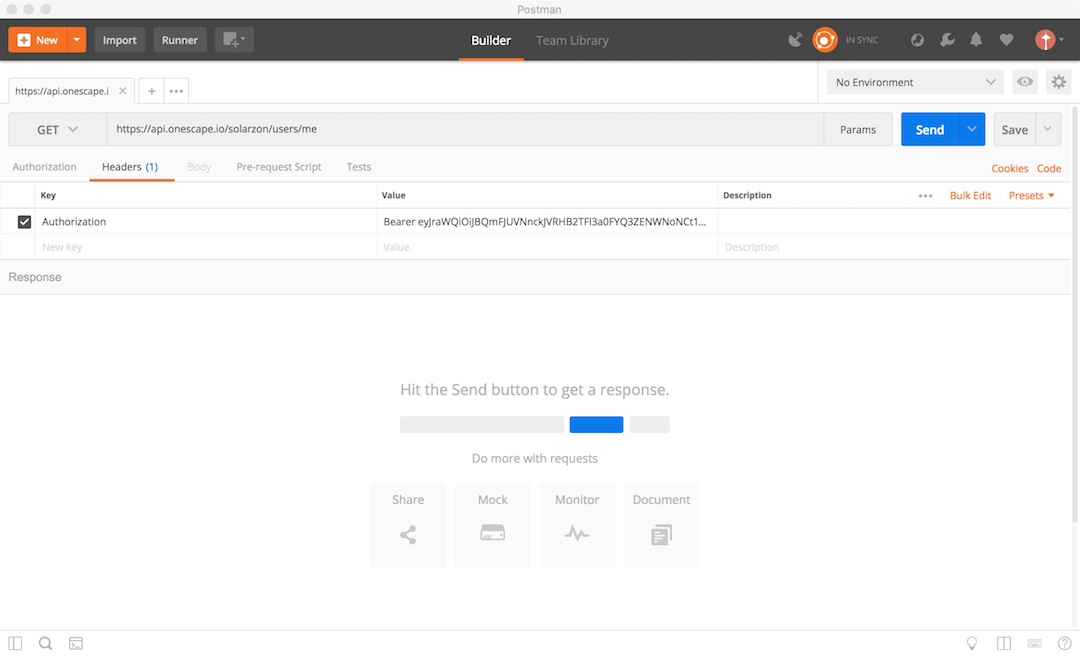 Postman
New Import Runner Builder Team Library IN SYNC
https://api.onescape.i No Environment
GET https://api.onescape.io/solarzon/users/me Params Send Save
Authorization Headers (1) Body Pre-request Script Tests Cookies Code
Key Value Description Bulk Edit Presets
Authorization
New key Value Description
Response
Hit the Send button to get a response.
Do more with requests
Share Mock Monitor Document